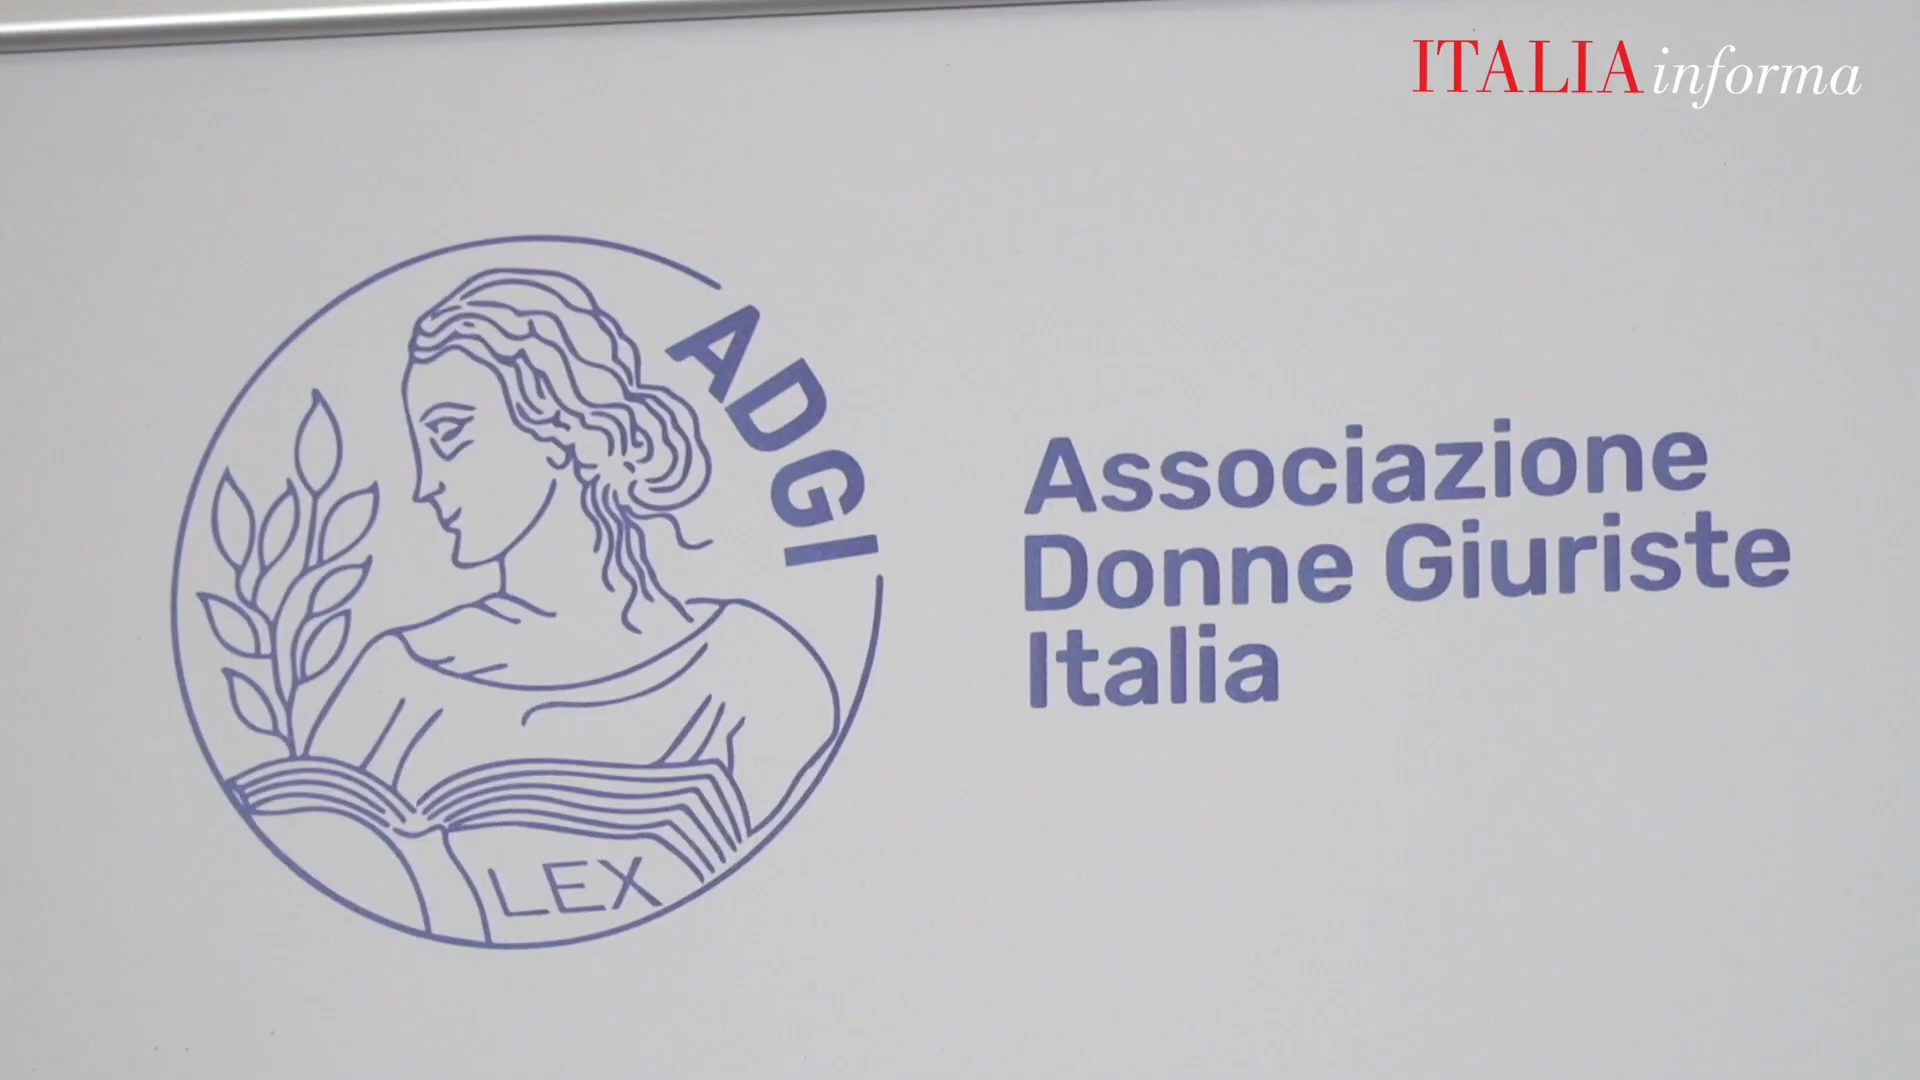 ITALIA informa
ADGI
Associazione
Donne Giuriste
Italia
LEX